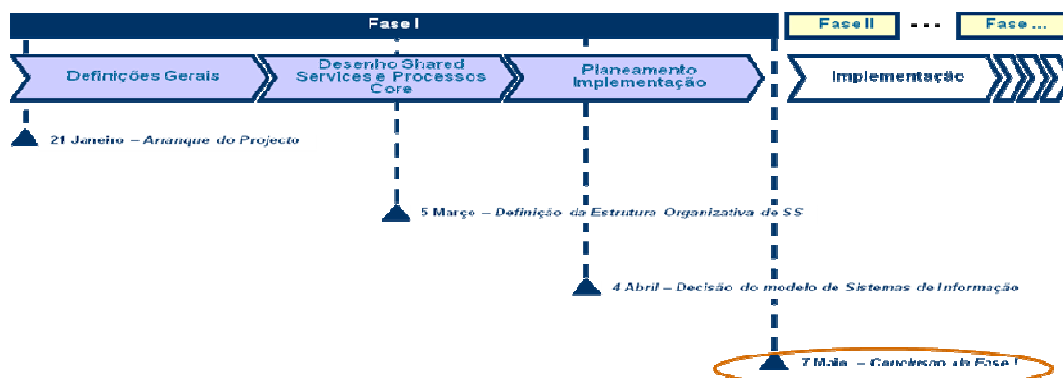 Fase I
Fase II
...
Fase ...
Definições Gerais
Desenho Shared
Services e Processos
Core
Planeamento
Implementação
Implementação
21 Janeiro – Arranque do Projecto
5 Março – Definição da Estrutura Organizativa de SS
4 Abril – Decisão do modelo de Sistemas de Informação
7 Maio – Conclusao da Fase I